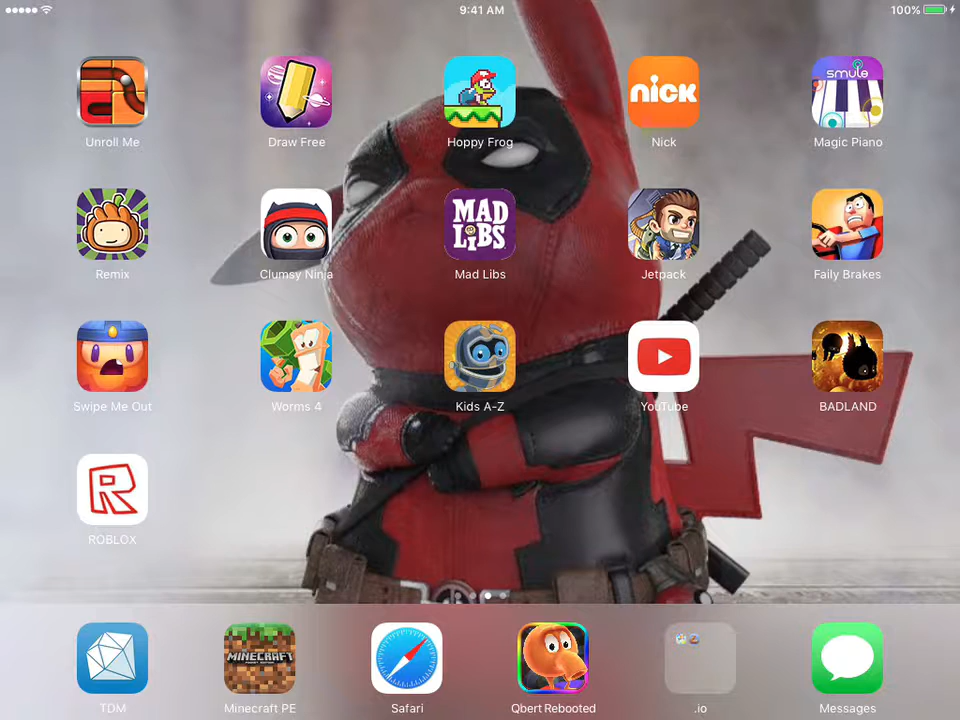 9:41 AM
100%
nick
smule
Unroll Me
Draw Free
Hoppy Frog
Nick
Magic Piano
MAD
LiBS
Remix
Clumsy Ninja
Mad Libs
Jetpack
Faily Brakes
Swipe Me Out
Worms 4
Kids A-Z
YouTube
BADLAND
R
ROBLOX
MINECRAFT
TDM
Minecraft PE
Safari
Qbert Rebooted
.io
Messages